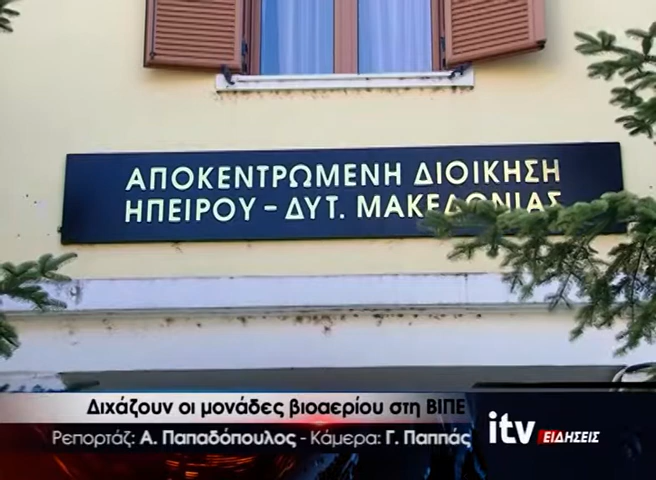 ΑΠΟΚΕΝΤΡΩΜΕΝΗ ΔΙΟΙΚΗΣΗ
ΗΠΕΙΡΟΥ - ΔΥΤ. ΜΑΚΕΔΟΝΙΑΣ
Διχάζουν οι μονάδες βιοαερίου στη ΒΙΠΕ
Ρεπορτάζ: Α. Παπαδόπουλος - Κάμερα: Γ. Παππάς
itv ΕΙΔΗΣΕΙΣ